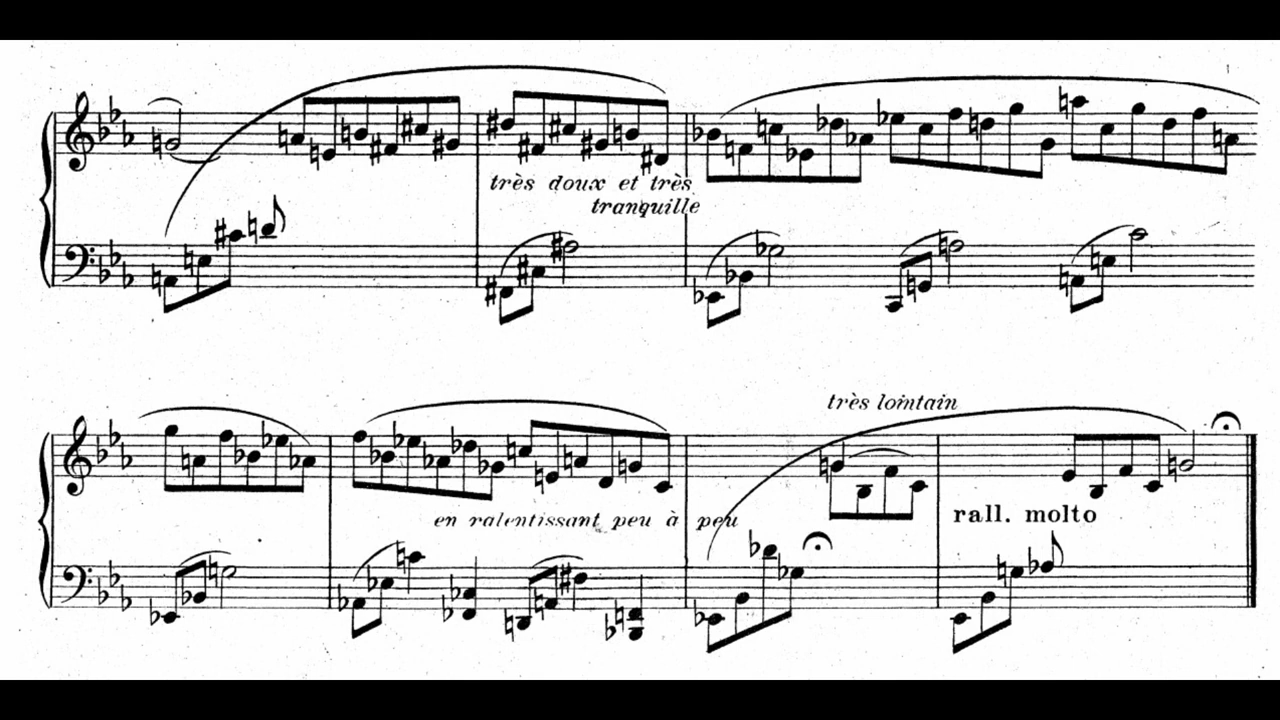 très doux et très
tranquille
très lointain
en ralentissant peu à peu
rall. molto